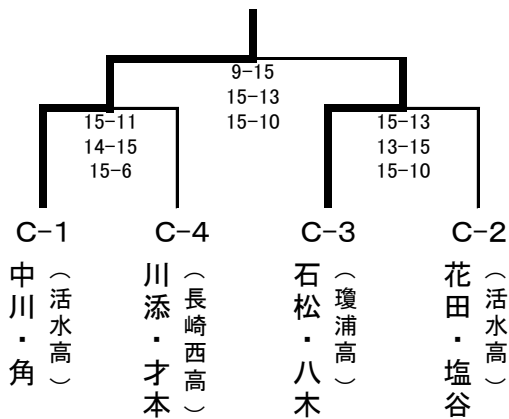 9-15
15-13
15-10
15-11
14-15
15-6
15-13
13-15
15-10
C-1
C-4
C-3
C-2
中川・角
（活水高）
川添・才本
（長崎西高）
石松・八木
（瓊浦高）
花田・塩谷
（活水高）